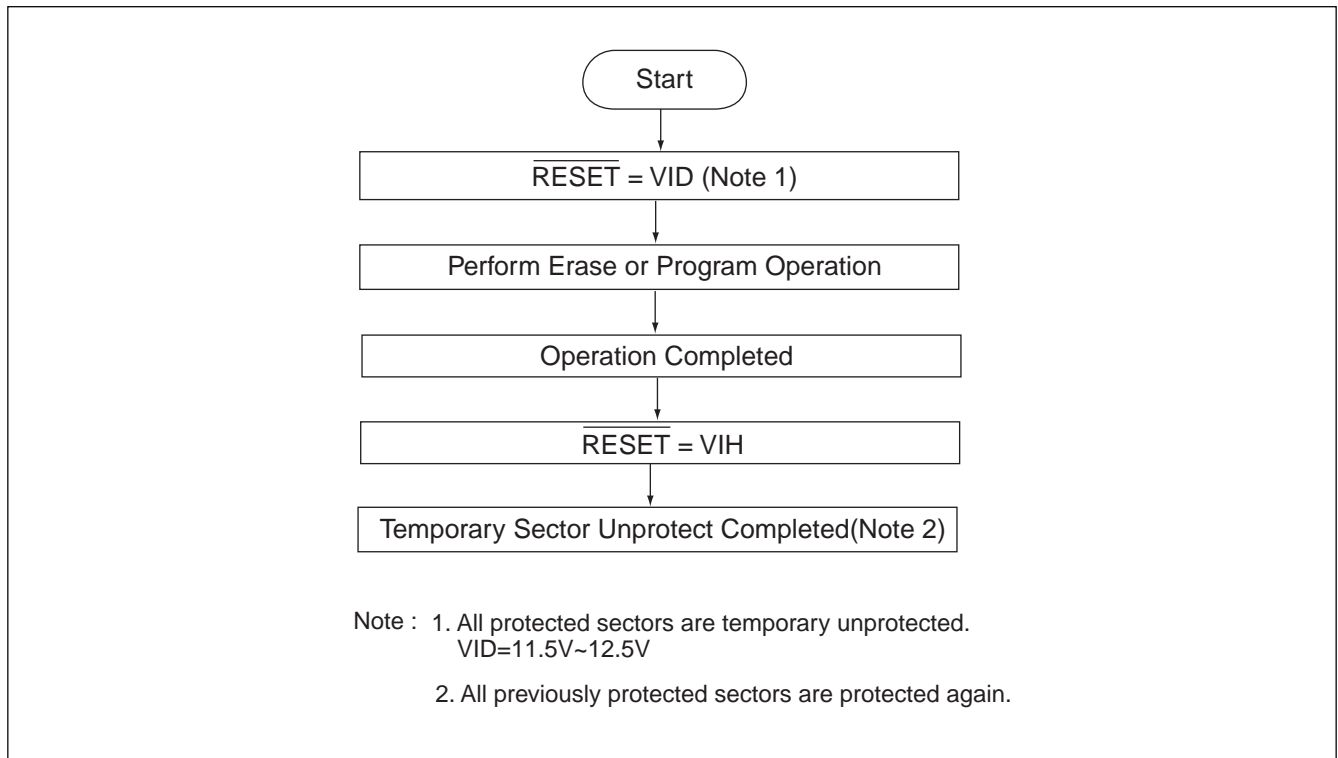 Start
R̅E̅S̅E̅T̅ = VID (Note 1)
Perform Erase or Program Operation
Operation Completed
R̅E̅S̅E̅T̅ = VIH
Temporary Sector Unprotect Completed(Note 2)
Note : 1. All protected sectors are temporary unprotected.
VID=11.5V~12.5V
2. All previously protected sectors are protected again.